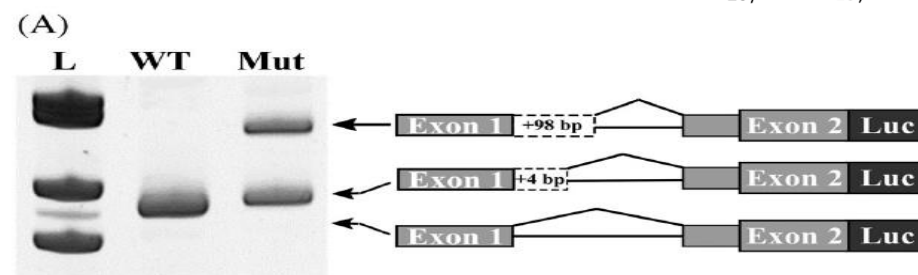 (A)
L WT Mut
Exon 1 +98 bp Exon 2 Luc
Exon 1 +4 bp Exon 2 Luc
Exon 1 Exon 2 Luc